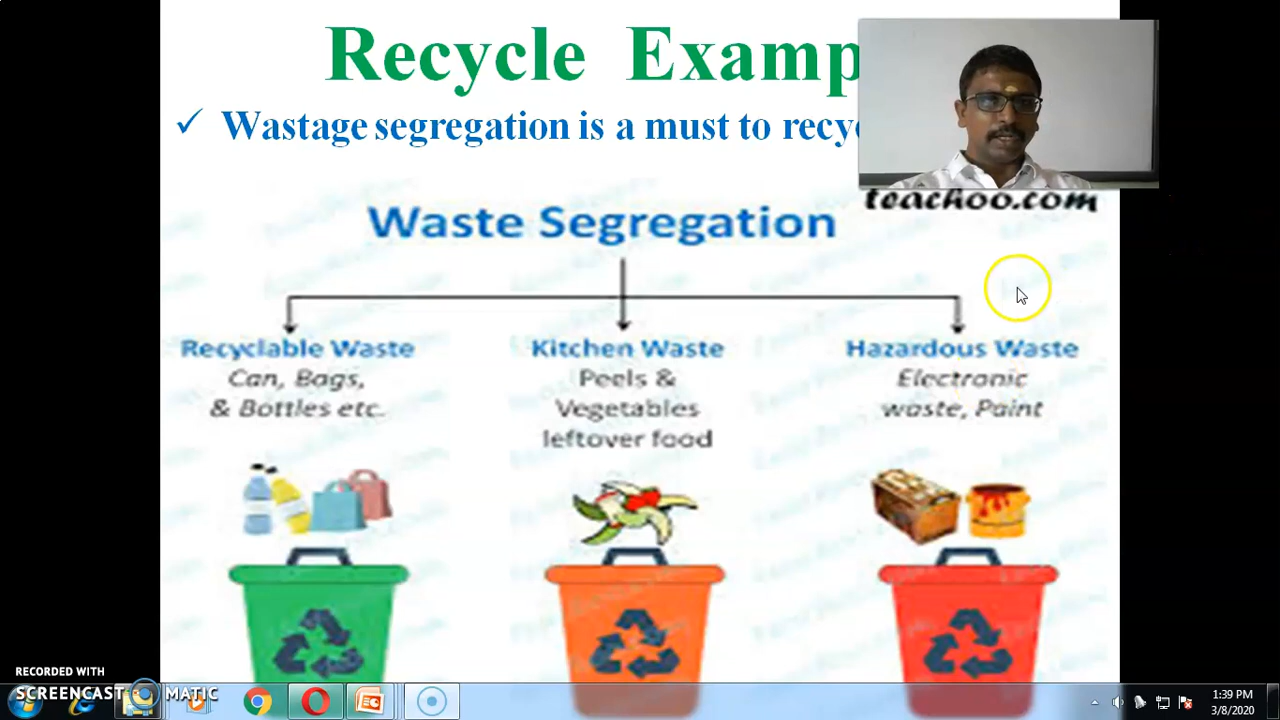 Recycle Examp
✓ Wastage segregation is a must to recy
teachoo.com
Waste Segregation
Recyclable Waste
Can, Bags,
& Bottles etc.
Kitchen Waste
Peels &
Vegetables
leftover food
Hazardous Waste
Electronic
waste, Paint
RECORDED WITH
SCREENCAST MATIC
1:39 PM
3/8/2020